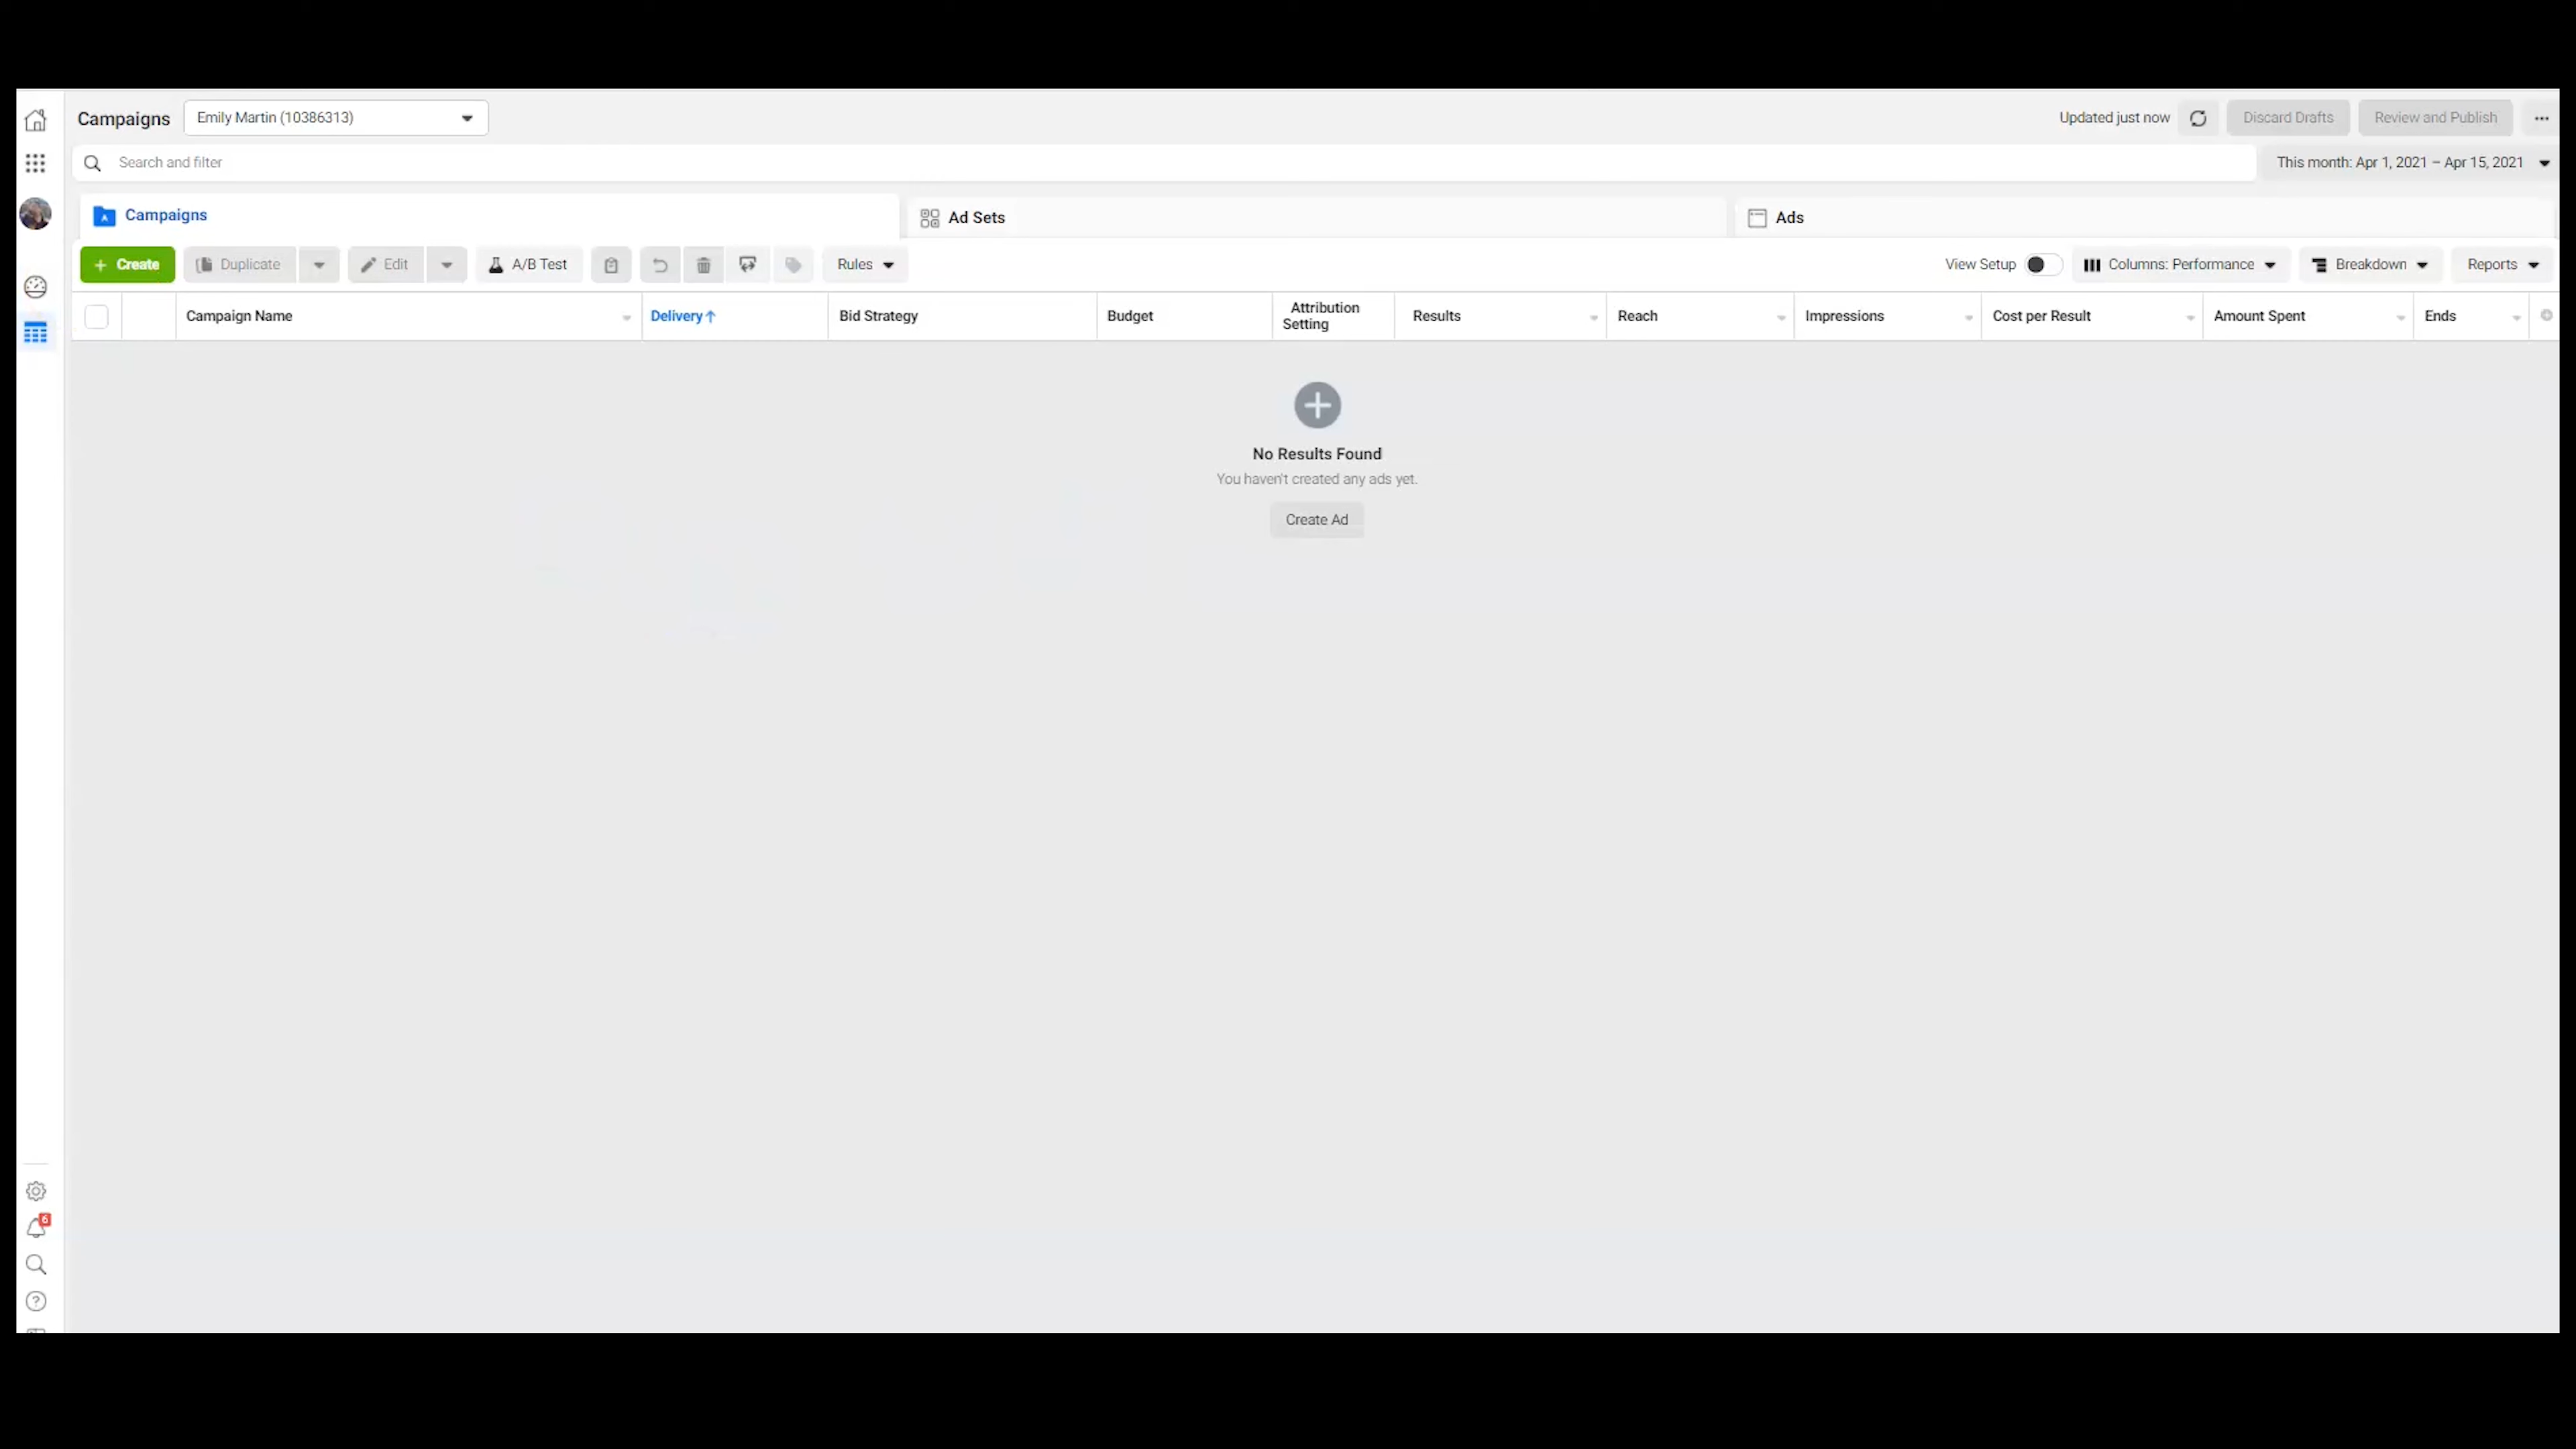 Campaigns
Emily Martin (10386313)
Updated just now
Discard Drafts
Review and Publish
Search and filter
This month: Apr 1, 2021 – Apr 15, 2021
Campaigns
Ad Sets
Ads
+ Create
Duplicate
Edit
A/B Test
Rules
View Setup
Columns: Performance
Breakdown
Reports
Campaign Name
Delivery↑
Bid Strategy
Budget
Attribution
Setting
Results
Reach
Impressions
Cost per Result
Amount Spent
Ends
No Results Found
You haven't created any ads yet.
Create Ad
6